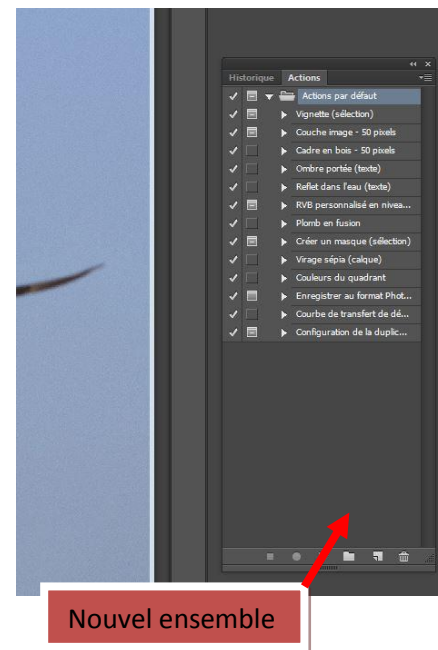 Historique Actions
Actions par défaut
Vignette (sélection)
Couche image - 50 pixels
Cadre en bois - 50 pixels
Ombre portée (texte)
Reflet dans l'eau (texte)
RVB personnalisé en nivea...
Plomb en fusion
Créer un masque (sélection)
Virage sépia (calque)
Couleurs du quadrant
Enregistrer au format Phot...
Courbe de transfert de dé...
Configuration de la duplic...
Nouvel ensemble